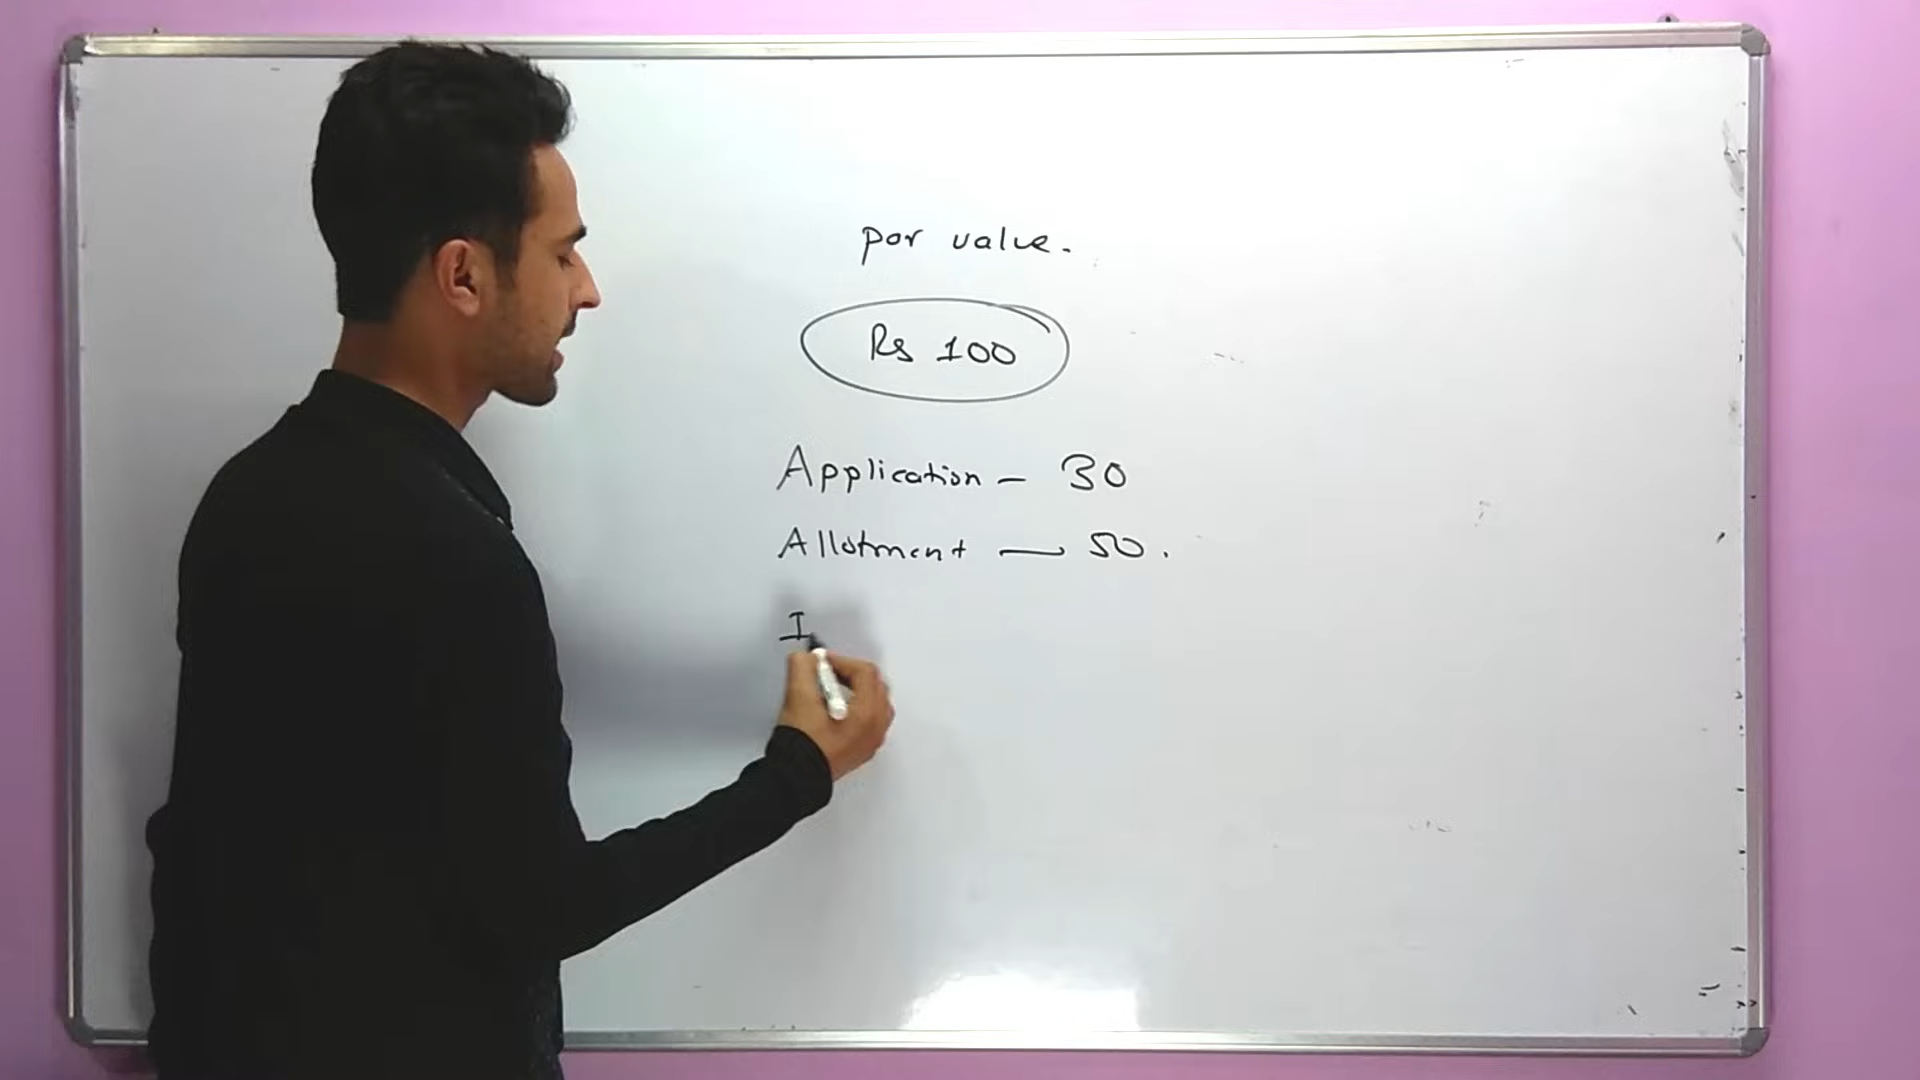 par value.
Rs 100
Application - 30
Allotment - 50.
I